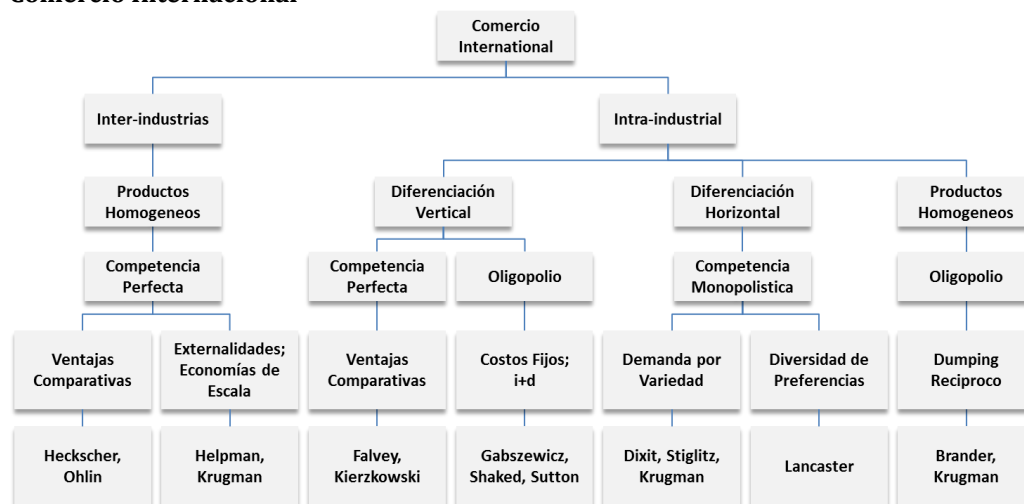 Comercio Internacional
Comercio
International
Inter-industrias
Intra-industrial
Productos
Homogeneos
Diferenciación
Vertical
Diferenciación
Horizontal
Productos
Homogeneos
Competencia
Perfecta
Competencia
Perfecta
Oligopolio
Competencia
Monopolistica
Oligopolio
Ventajas
Comparativas
Externalidades;
Economías de
Escala
Ventajas
Comparativas
Costos Fijos;
i+d
Demanda por
Variedad
Diversidad de
Preferencias
Dumping
Reciproco
Heckscher,
Ohlin
Helpman,
Krugman
Falvey,
Kierzkowski
Gabszewicz,
Shaked, Sutton
Dixit, Stiglitz,
Krugman
Lancaster
Brander,
Krugman